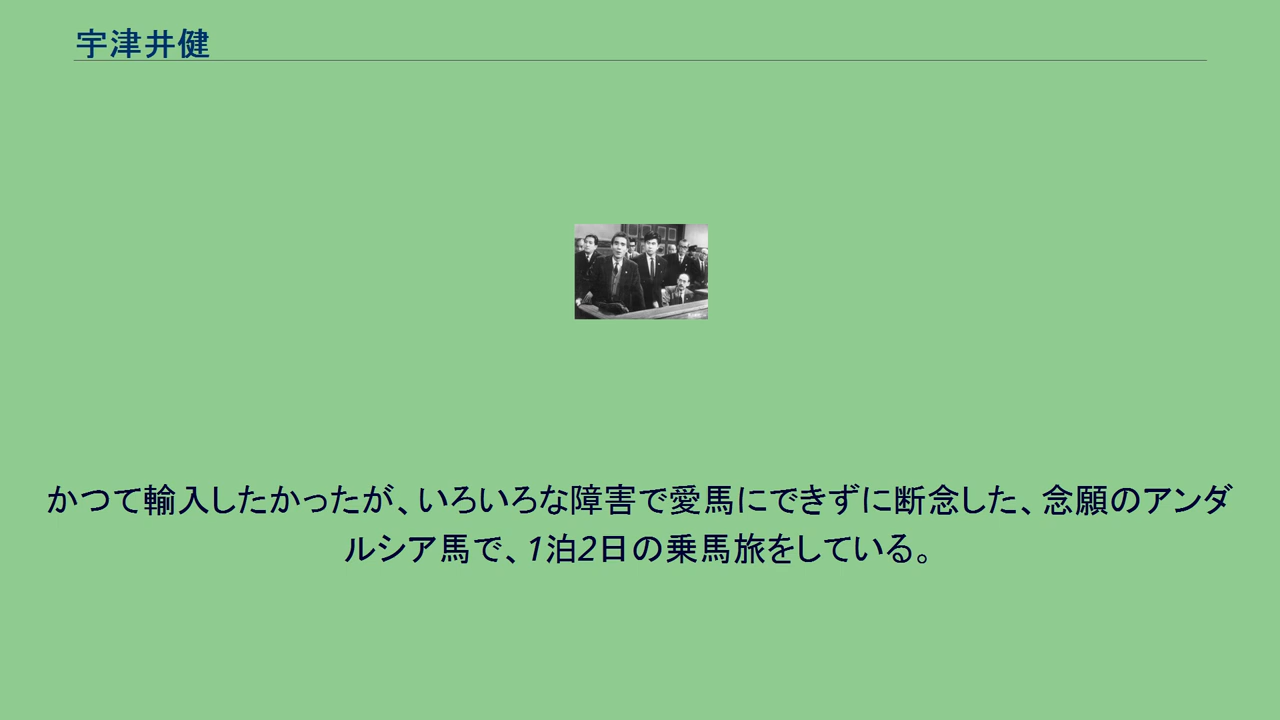 宇津井健
かつて輸入したかったが、いろいろな障害で愛馬にできずに断念した、念願のアンダ
ルシア馬で、1泊2日の乗馬旅をしている。